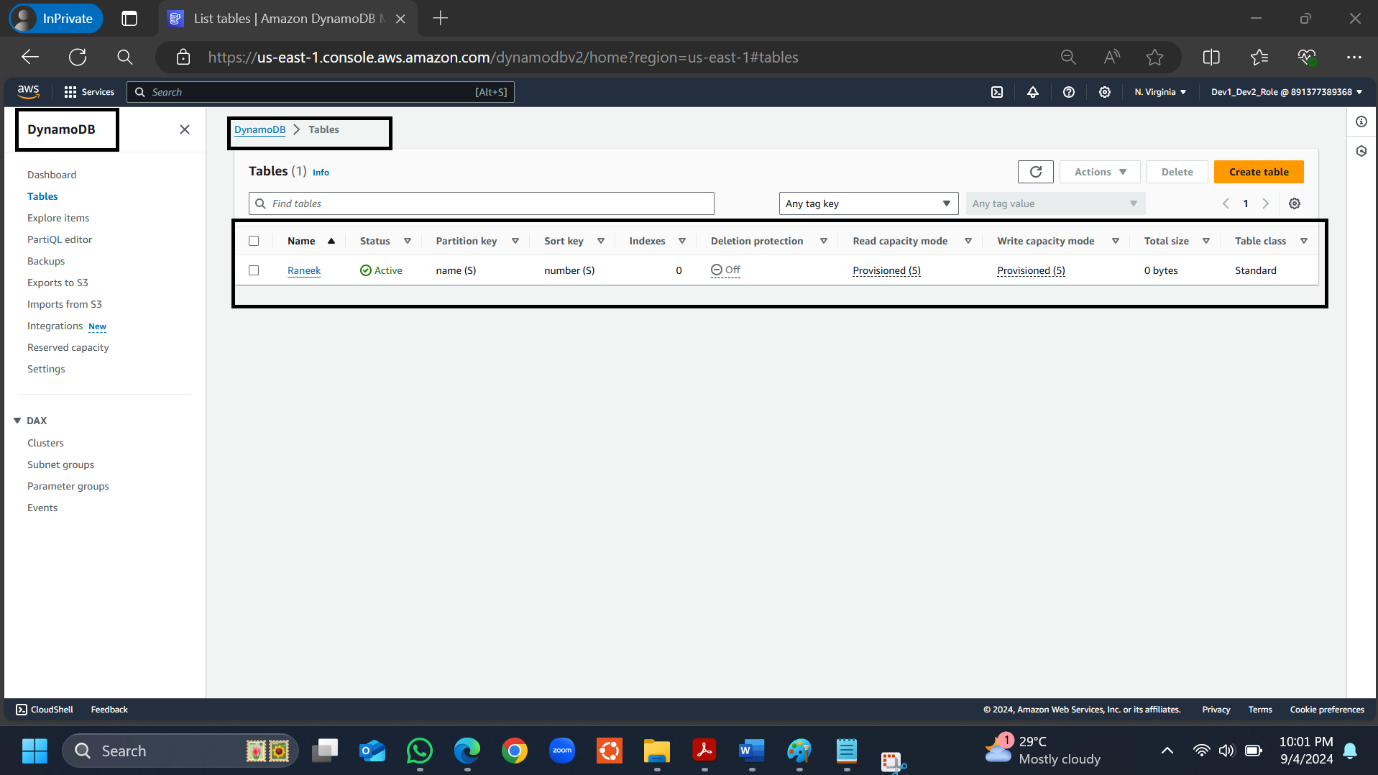 InPrivate
List tables | Amazon DynamoDB M
https://us-east-1.console.aws.amazon.com/dynamodbv2/home?region=us-east-1#tables
aws
Services
Search [Alt+S]
N. Virginia
Dev1_Dev2_Role @ 891377389368
DynamoDB
Dashboard
Tables
Explore items
PartiQL editor
Backups
Exports to S3
Imports from S3
Integrations New
Reserved capacity
Settings
DAX
Clusters
Subnet groups
Parameter groups
Events
DynamoDB > Tables
Tables (1) Info
Actions
Delete
Create table
Find tables
Any tag key
Any tag value
1
Name Status Partition key Sort key Indexes Deletion protection Read capacity mode Write capacity mode Total size Table class
Raneek Active name (S) number (S) 0 Off Provisioned (5) Provisioned (5) 0 bytes Standard
CloudShell Feedback © 2024, Amazon Web Services, Inc. or its affiliates. Privacy Terms Cookie preferences
Search
zoom
1
29°C
Mostly cloudy
10:01 PM
9/4/2024